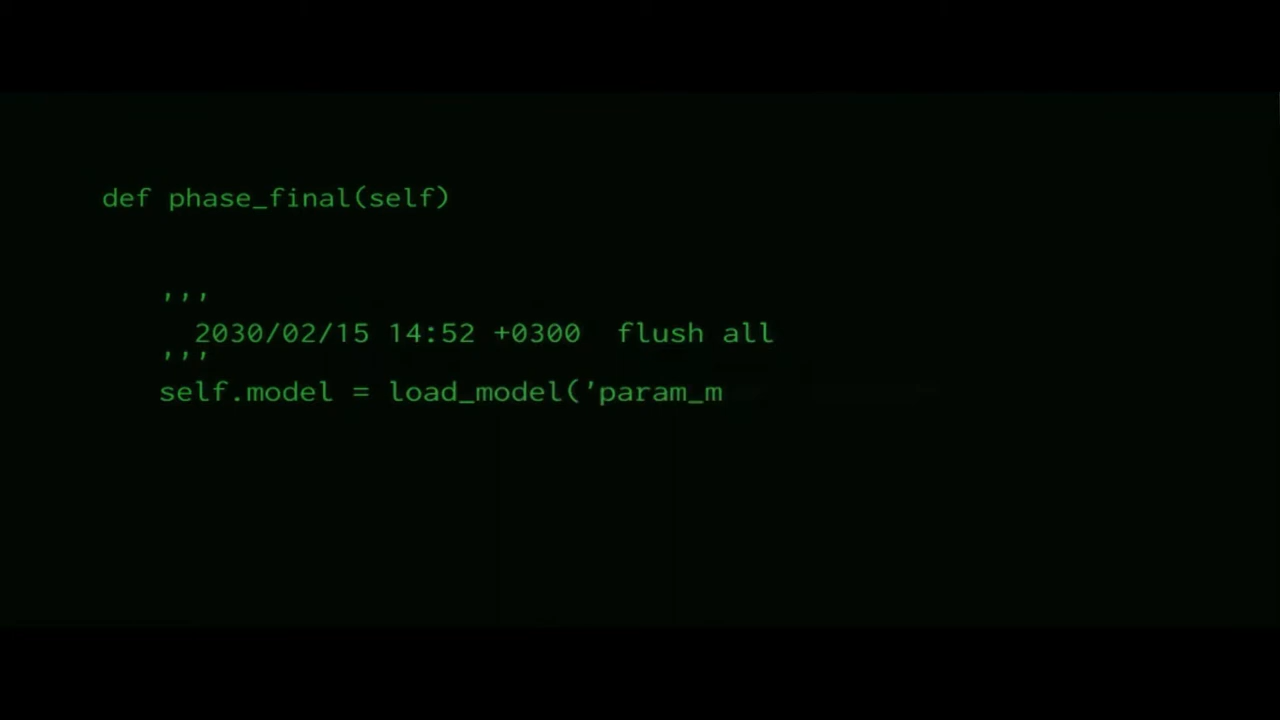 def phase_final(self)
'''
2030/02/15 14:52 +0300  flush all
'''
self.model = load_model('param_m